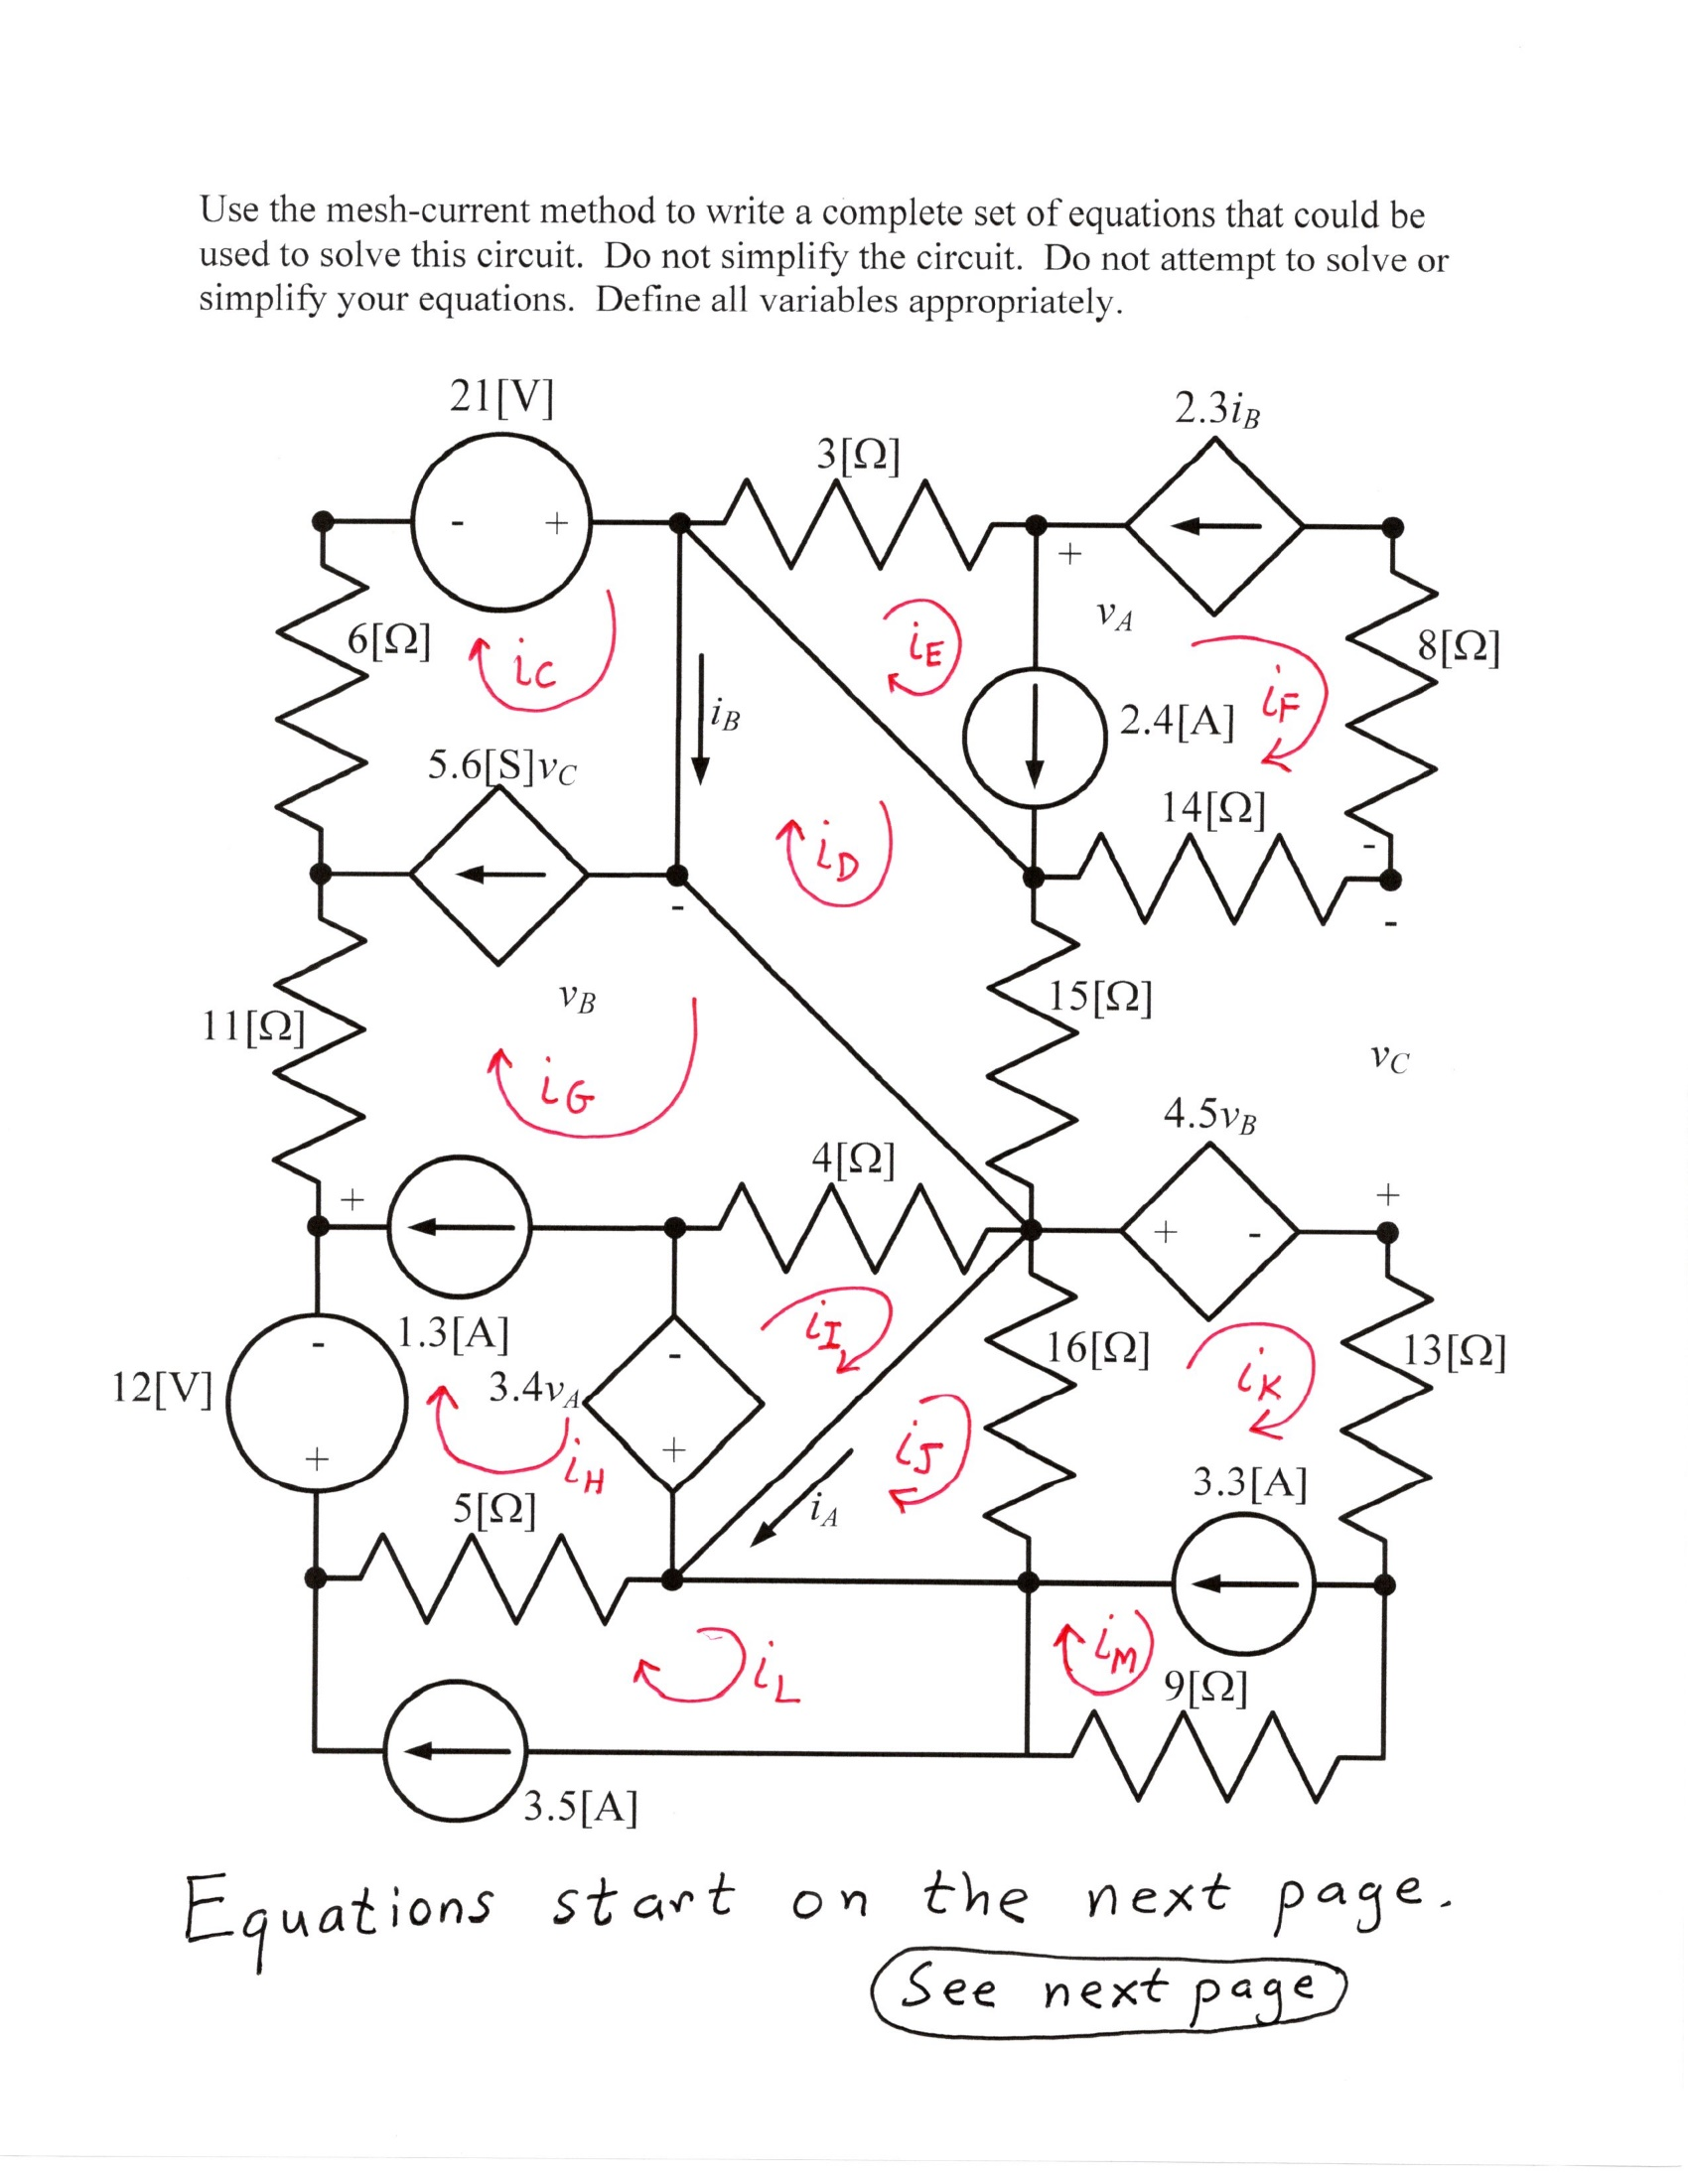 Use the mesh-current method to write a complete set of equations that could be
used to solve this circuit. Do not simplify the circuit. Do not attempt to solve or
simplify your equations. Define all variables appropriately.
21[V]
2.3iB
3[Ω]
- +
+
vA
6[Ω]
iC
iE
8[Ω]
iF
iB
2.4[A]
5.6[S]vC
14[Ω]
iD
-
-
-
vB
15[Ω]
11[Ω]
vC
iG
4.5vB
4[Ω]
+
+
+ -
1.3[A]
iI
16[Ω]
13[Ω]
-
-
12[V]
3.4vA
iK
iJ
+
+
iH
3.3[A]
5[Ω]
iA
iM
iL
9[Ω]
3.5[A]
Equations start on the next page.
See next page